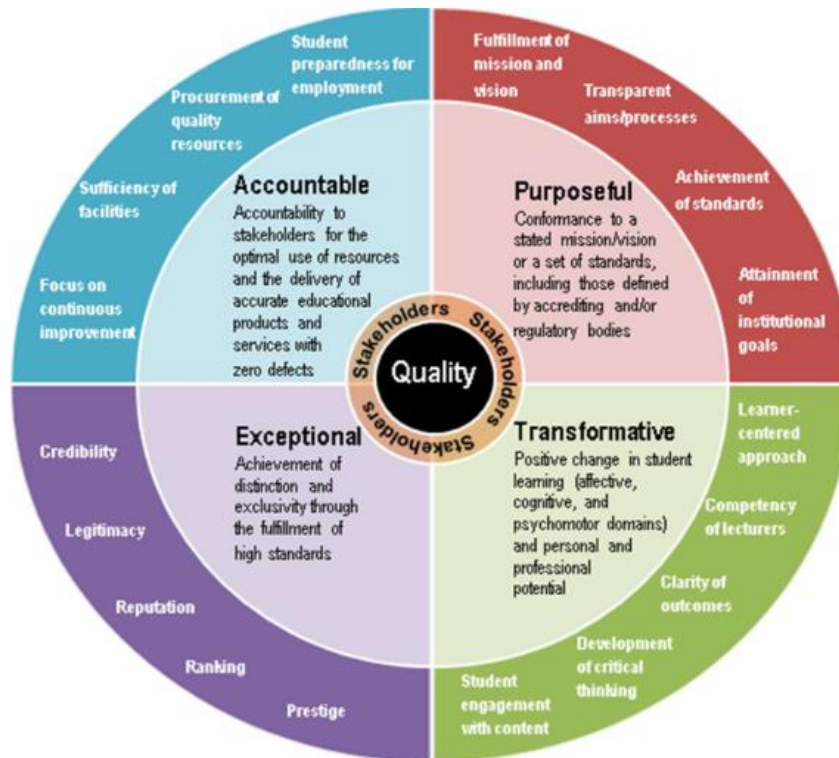 Student
preparedness for
employment
Procurement of
quality
resources
Sufficiency of
facilities
Focus on
continuous
improvement
Accountable
Accountability to
stakeholders for the
optimal use of resources
and the delivery of
accurate educational
products and
services with
zero defects
Fulfillment of
mission and
vision
Transparent
aims/processes
Achievement
of standards
Attainment
of
institutional
goals
Purposeful
Conformance to a
stated mission/vision
or a set of standards,
including those defined
by accrediting and/or
regulatory bodies
Stakeholders
Stakeholders
Stakeholders
Quality
Exceptional
Achievement of
distinction and
exclusivity through
the fulfillment of
high standards
Credibility
Legitimacy
Reputation
Ranking
Prestige
Transformative
Positive change in student
learning (affective,
cognitive, and
psychomotor domains)
and personal and
professional
potential
Learner-
centered
approach
Competency
of lecturers
Clarity of
outcomes
Development
of critical
thinking
Student
engagement
with content